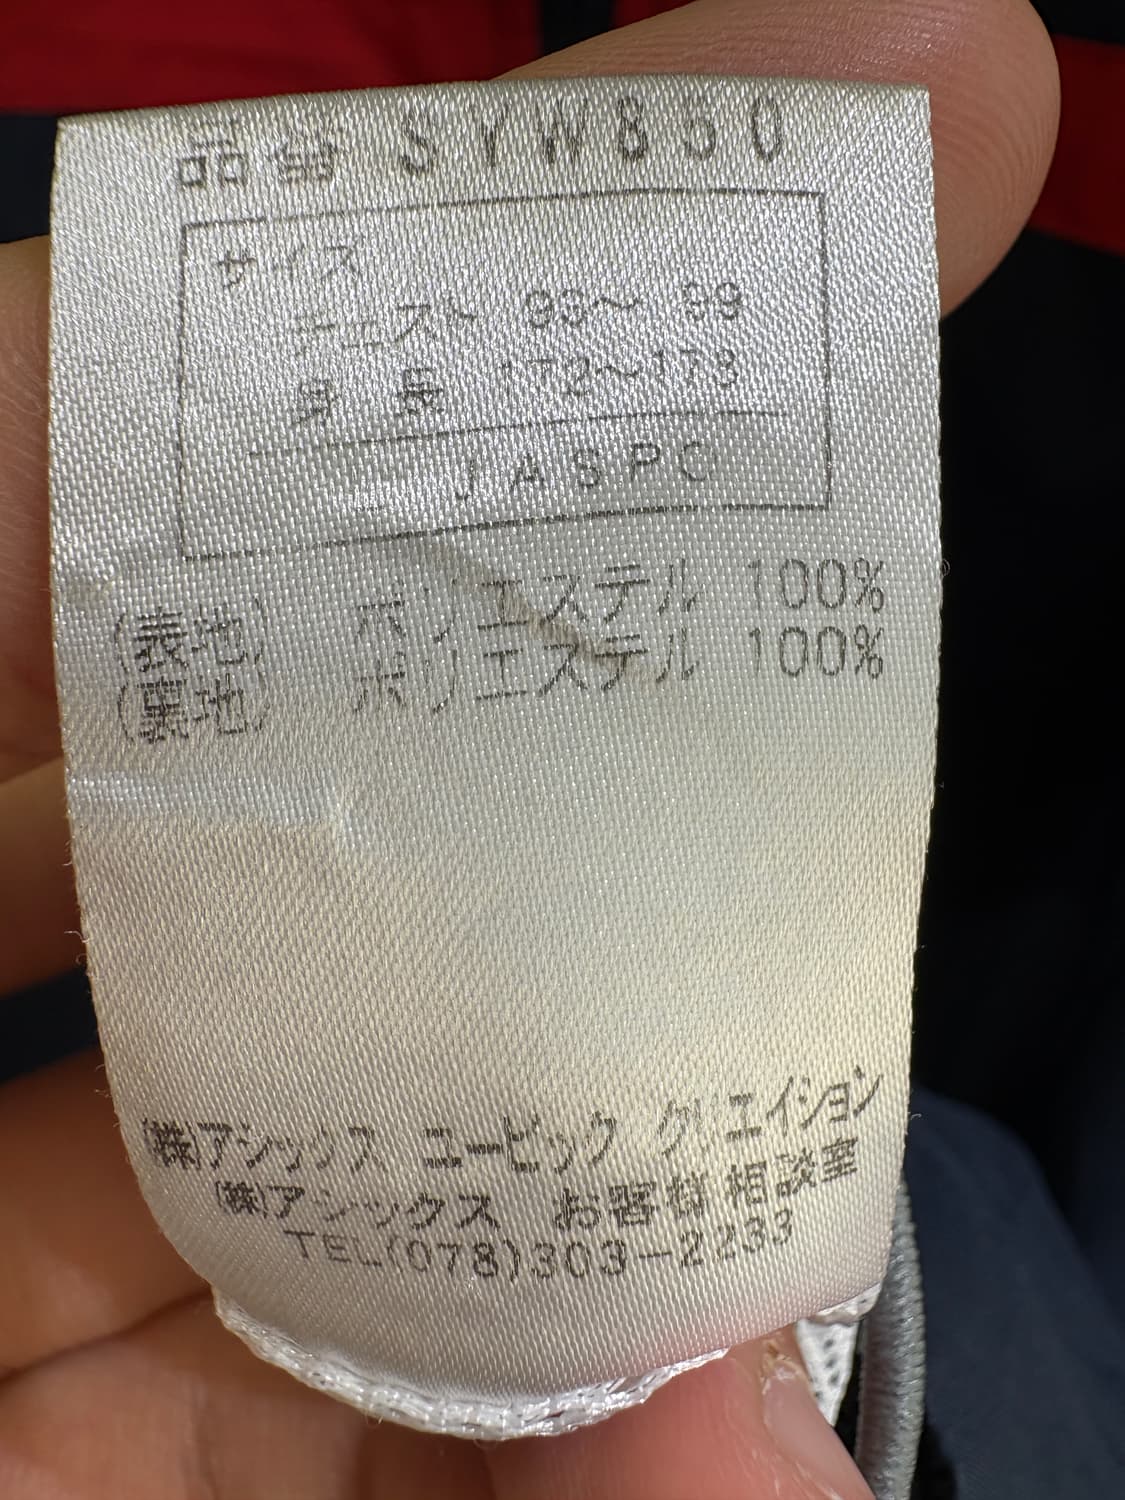 品番 SYW850
サイズ
チェスト 93〜 99
身 長 172〜178
JASPO
(表地) ポリエステル 100%
(裏地) ポリエステル 100%
(株)アシックス ユービック クリエイション
(株)アシックス お客様相談室
TEL(078)303-2233